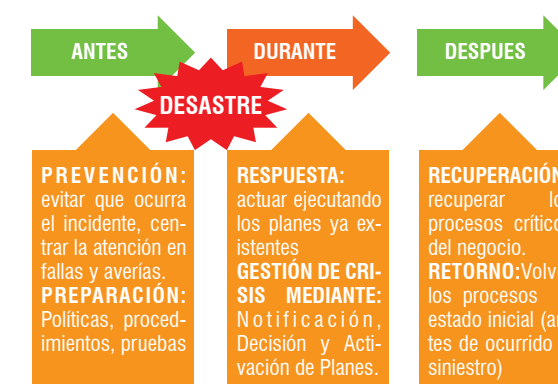 ANTES
DURANTE
DESPUES
DESASTRE
PREVENCIÓN:
evitar que ocurra
el incidente, cen-
trar la atención en
fallas y averías.
PREPARACIÓN:
Políticas, proced-
imientos, pruebas
RESPUESTA:
actuar ejecutando
los planes ya ex-
istentes
GESTIÓN DE CRI-
SIS MEDIANTE:
Notificación,
Decisión y Acti-
vación de Planes.
RECUPERACIÓN
recuperar
procesos
del negocio.
RETORNO:
los procesos
estado inicial
tes de ocurrido
siniestro)